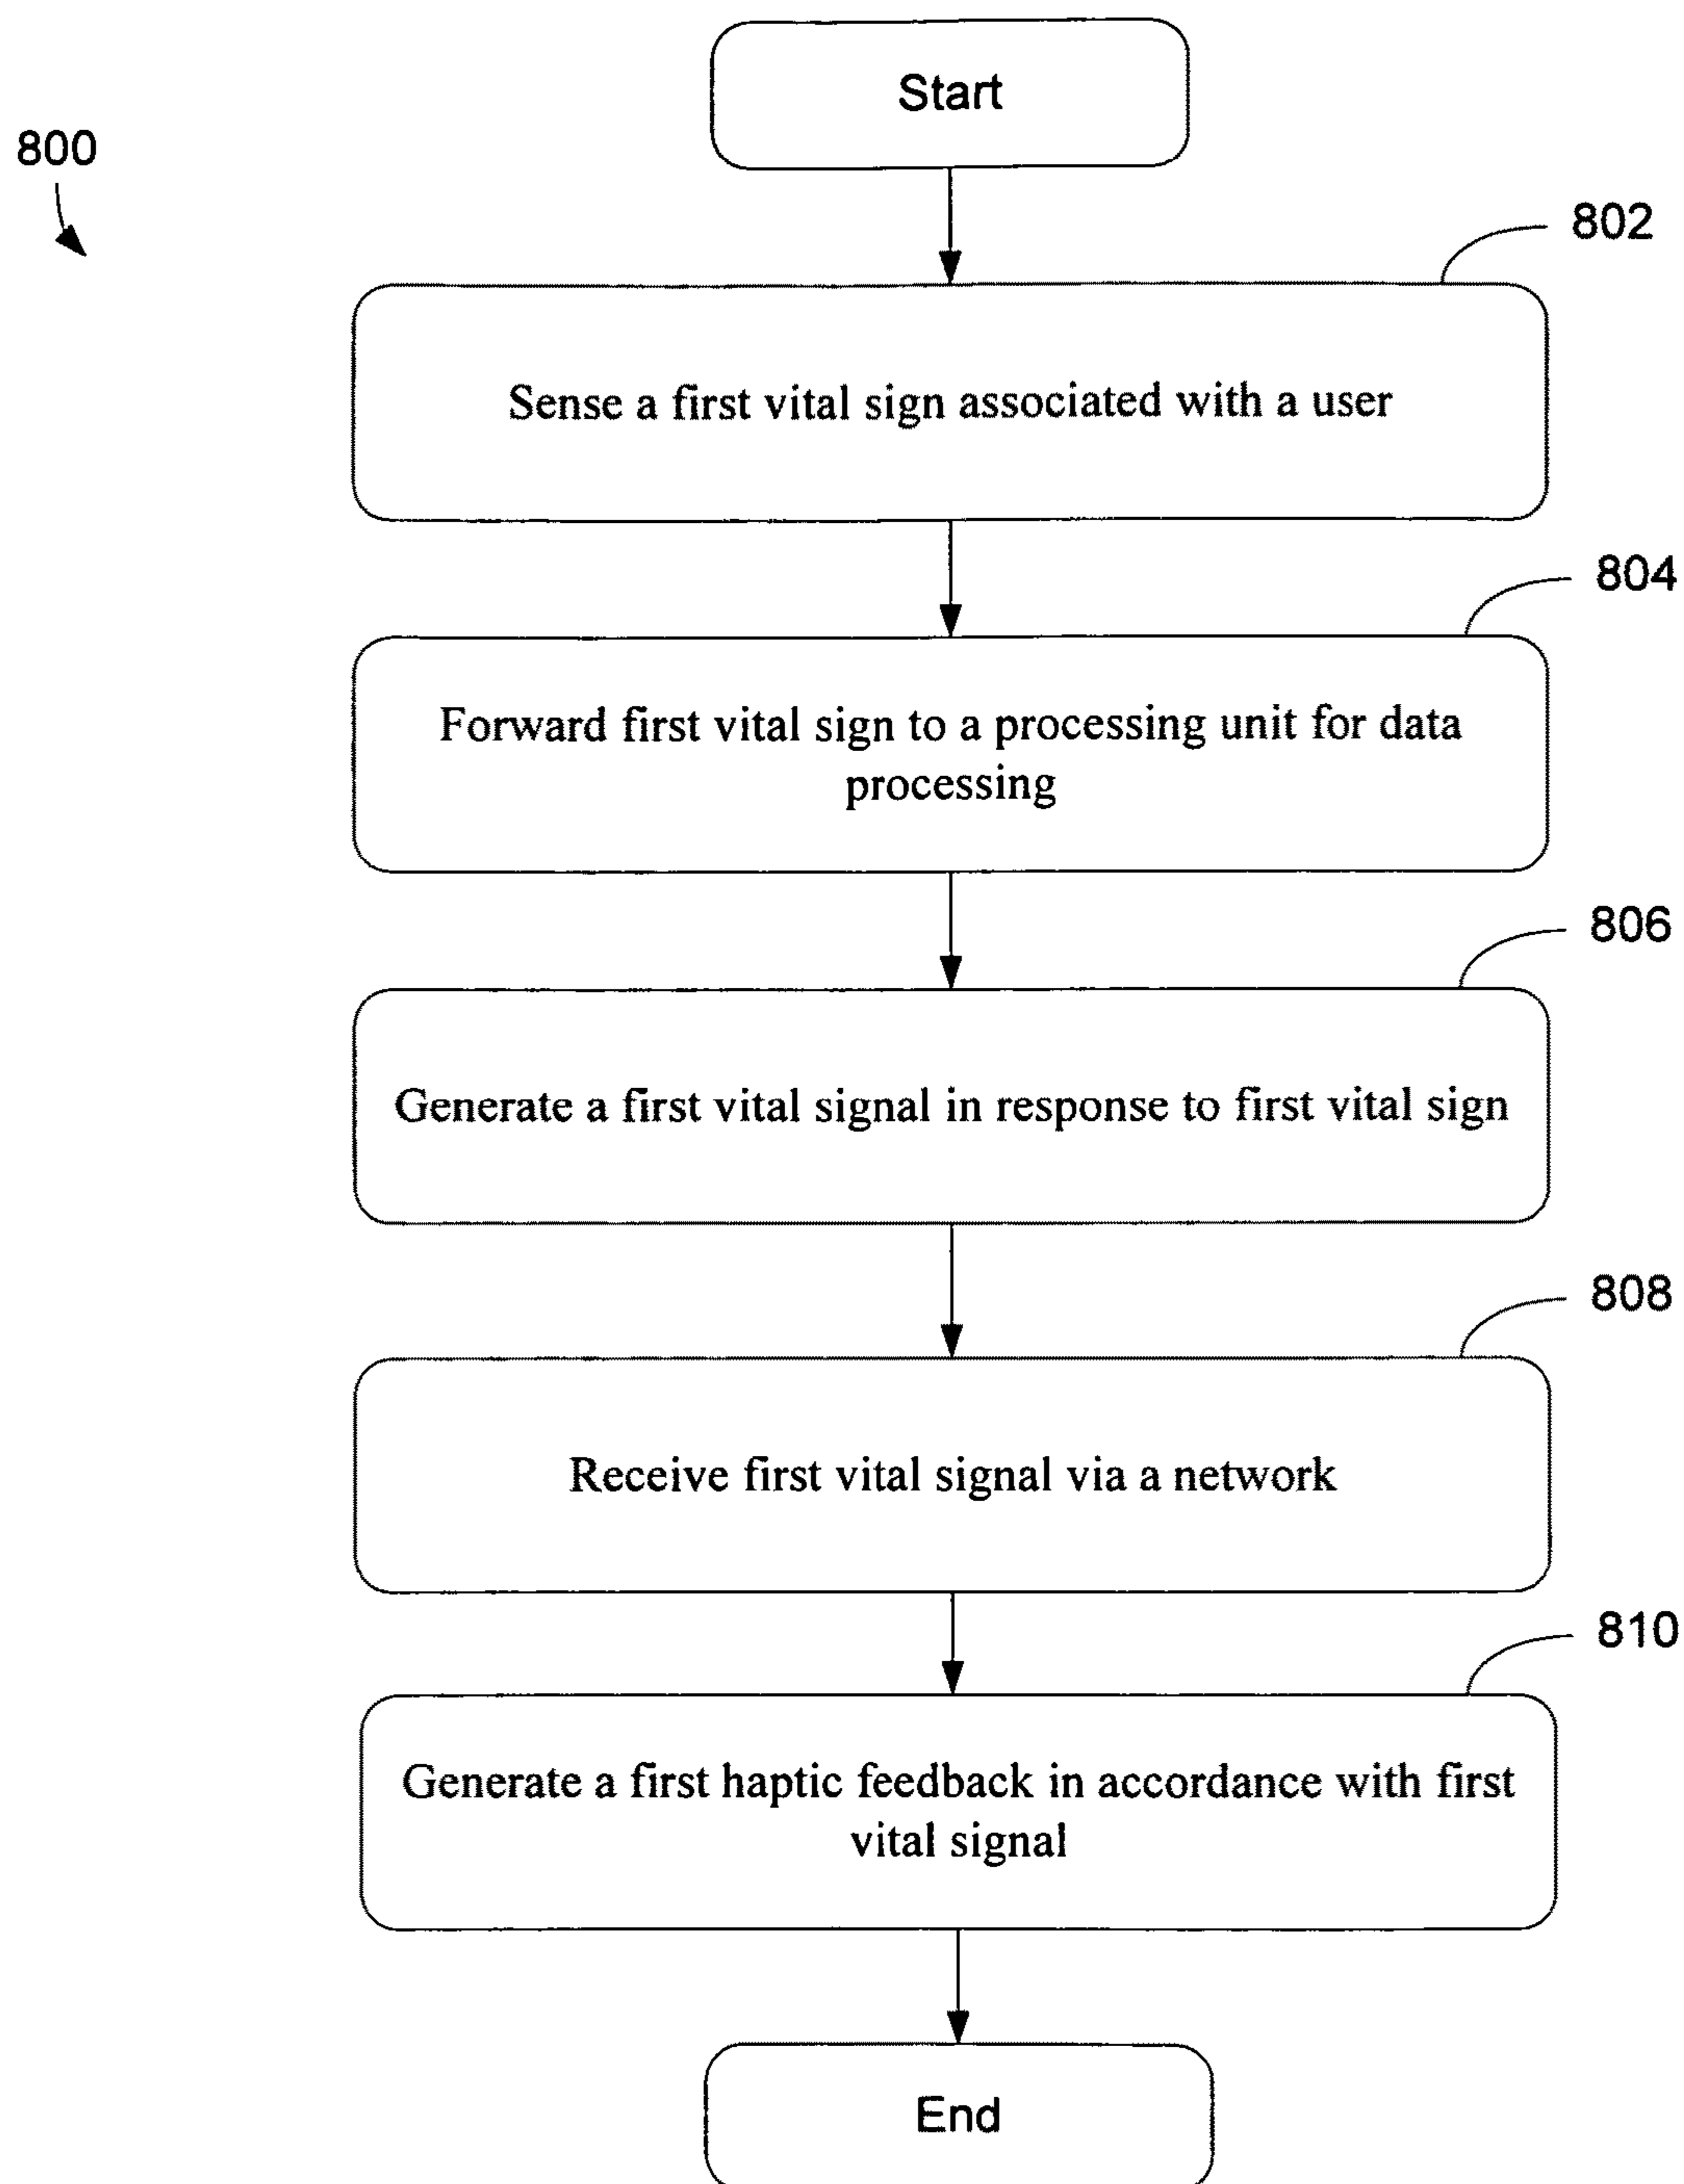 Start
800
802
Sense a first vital sign associated with a user
804
Forward first vital sign to a processing unit for data
processing
806
Generate a first vital signal in response to first vital sign
808
Receive first vital signal via a network
810
Generate a first haptic feedback in accordance with first
vital signal
End